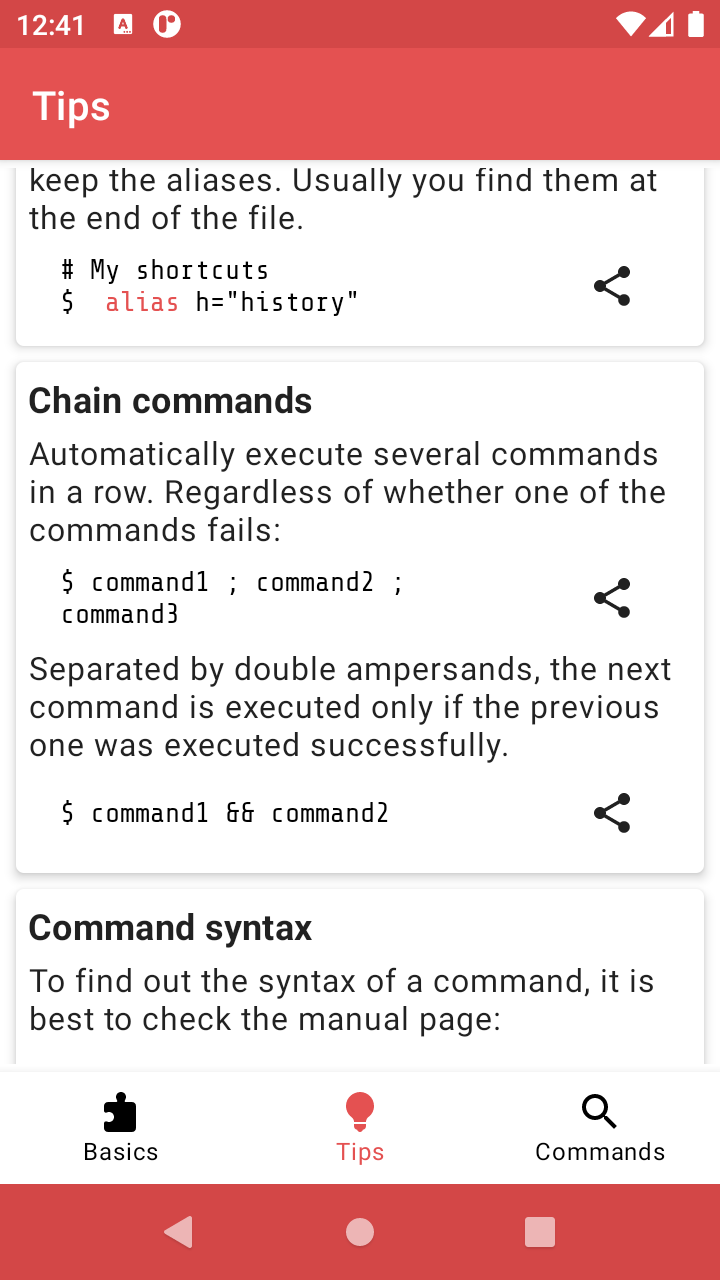 12:41
Tips
keep the aliases. Usually you find them at
the end of the file.
# My shortcuts
$  alias h="history"
Chain commands
Automatically execute several commands
in a row. Regardless of whether one of the
commands fails:
$ command1 ; command2 ;
command3
Separated by double ampersands, the next
command is executed only if the previous
one was executed successfully.
$ command1 && command2
Command syntax
To find out the syntax of a command, it is
best to check the manual page:
Basics
Tips
Commands